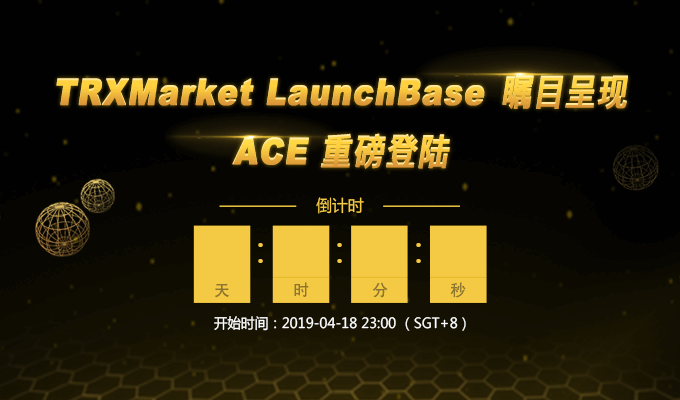 TRXMarket LaunchBase 瞩目呈现
ACE 重磅登陆
倒计时
天 : 时 : 分 : 秒
开始时间：2019-04-18 23:00 （SGT+8）